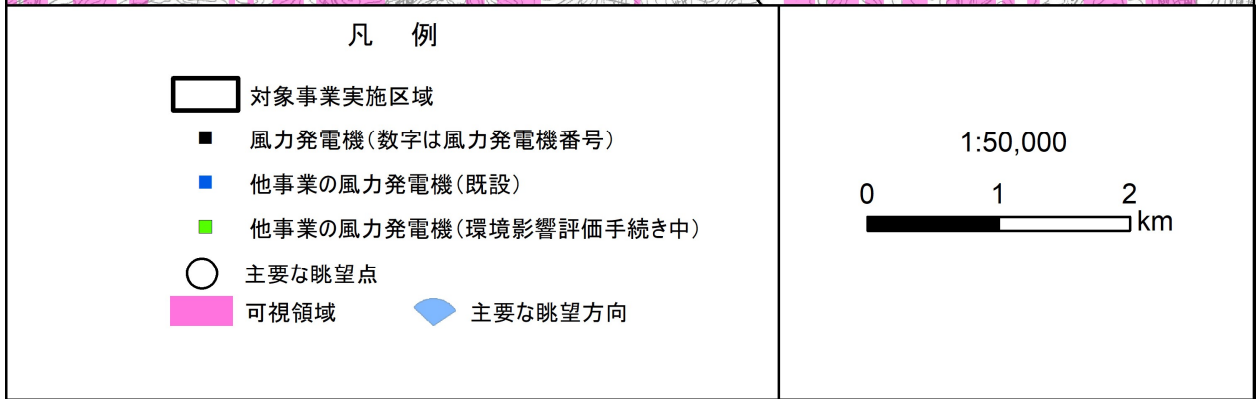 凡 例
対象事業実施区域
風力発電機(数字は風力発電機番号)
他事業の風力発電機(既設)
他事業の風力発電機(環境影響評価手続き中)
主要な眺望点
可視領域 主要な眺望方向
1:50,000
0 1 2
km